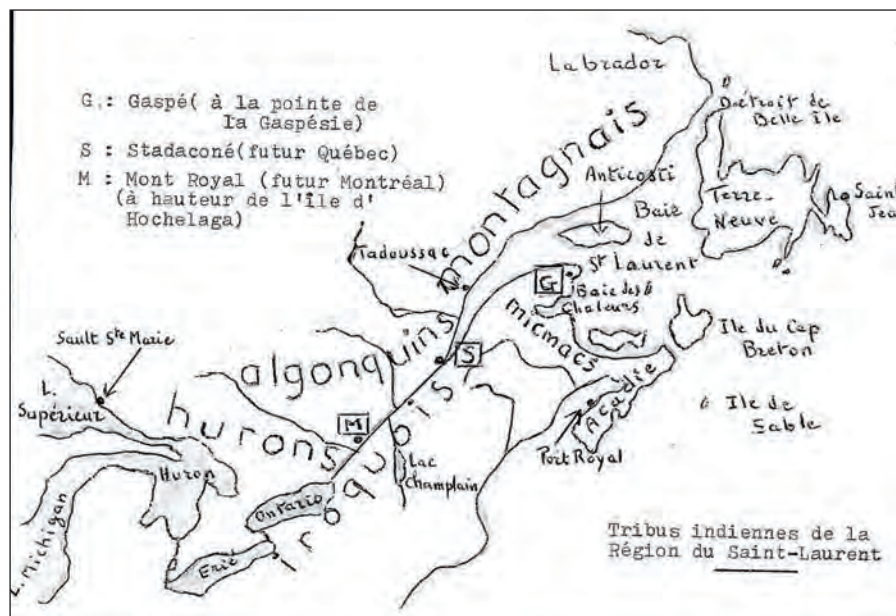 G : Gaspé( à la pointe de
la Gaspésie)
S : Stadaconé(futur Québec)
M : Mont Royal (futur Montréal)
(à hauteur de l'Île d'
Hochelaga)
Labrador
Détroit de
Belle Ile
montagnais
Anticosti
Terre-
Neuve
Saint
Baie
de
St Laurent
Tadoussac
G
Baie des
Chaleurs
micmacs
Ile du Cap
Breton
Sault Ste Marie
algonquins
S
L.
Supérieur
hurons
M
Acadie
Ile de
Sable
Port Royal
iroquois
Lac
Champlain
Huron
Ontario
L. Michigan
Erié
Tribus indiennes de la
Région du Saint-Laurent